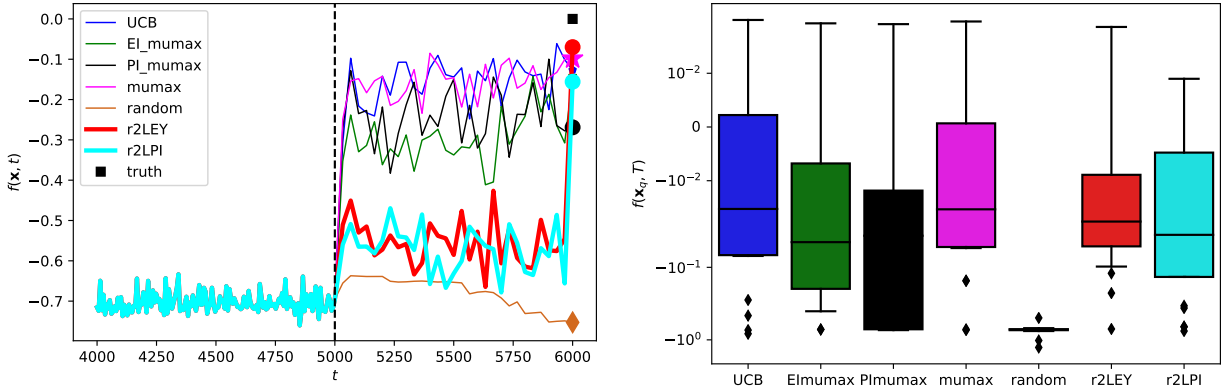 0.0
−0.1
−0.2
−0.3
−0.4
−0.5
−0.6
−0.7
f(x, t)
4000 4250 4500 4750 5000 5250 5500 5750 6000
t
UCB
EI_mumax
PI_mumax
mumax
random
r2LEY
r2LPI
truth
10⁻²
0
−10⁻²
−10⁻¹
−10⁰
f(x_q, T)
UCB EImumax PImumax mumax random r2LEY r2LPI